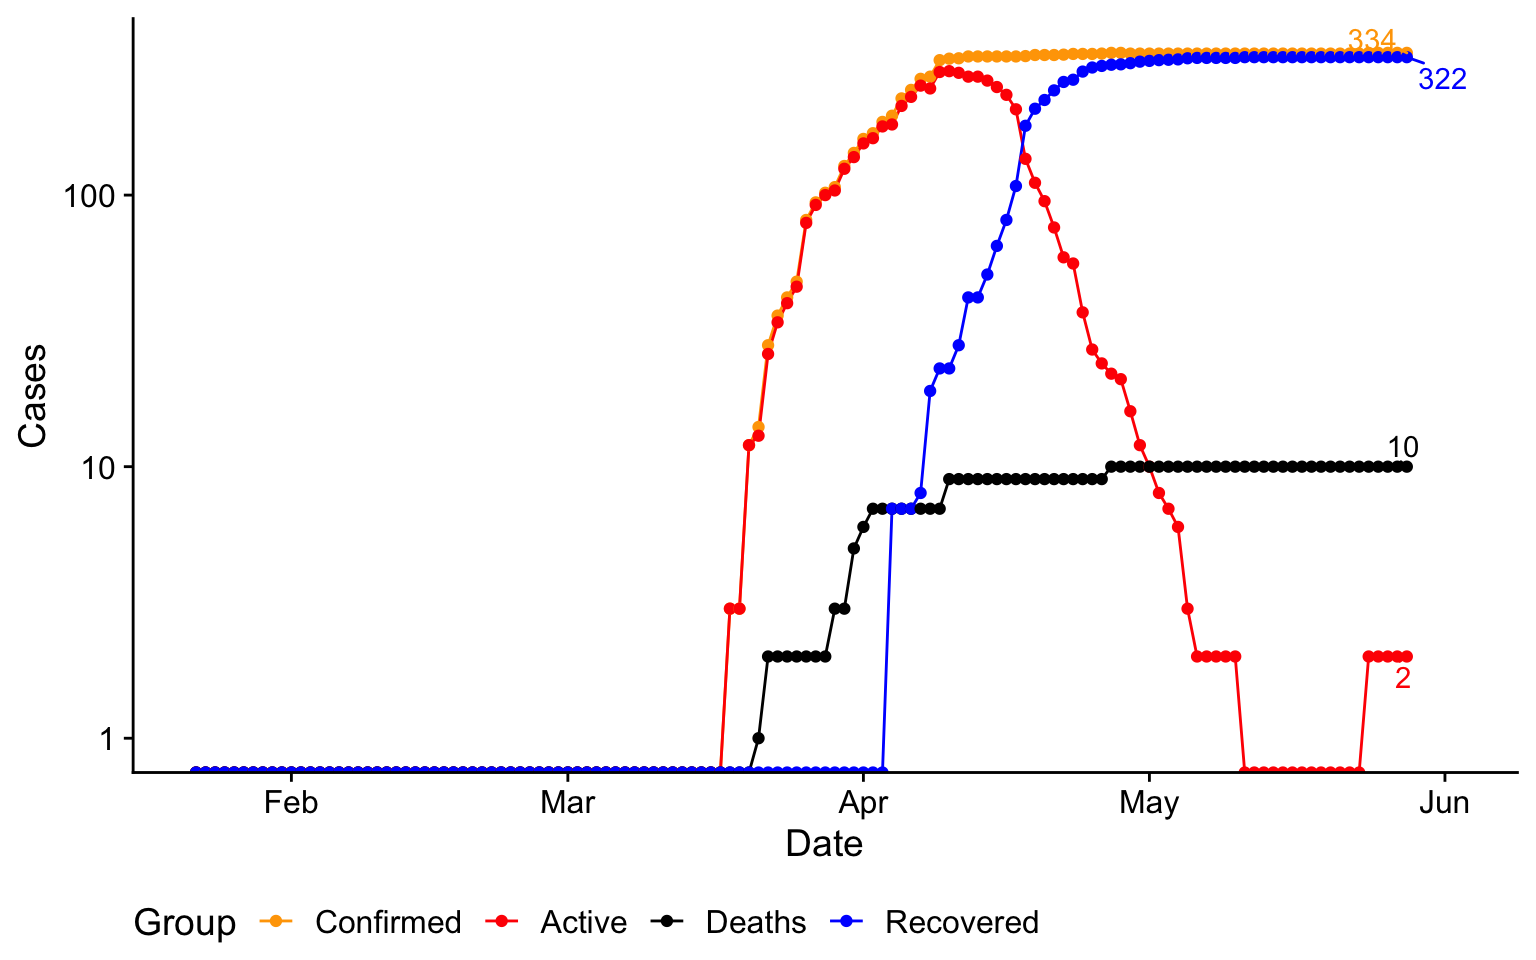 334
322
100
Cases
10
10
2
1
Feb Mar Apr May Jun
Date
Group Confirmed Active Deaths Recovered